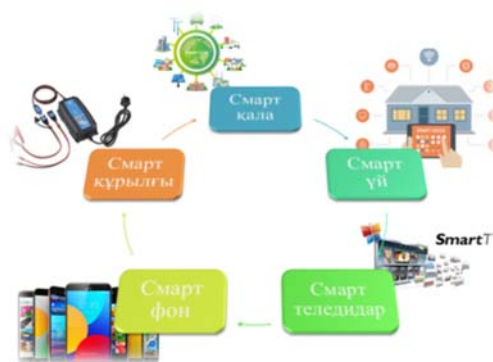 Смарт
қала
Смарт
үй
SmartT
Смарт
теледидар
Смарт
фон
Смарт
құрылғы